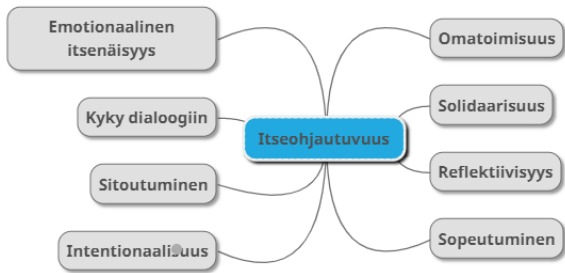 Emotionaalinen
itsenäisyys
Kyky dialoogiin
Sitoutuminen
Intentionaalisuus
Itseohjautuvuus
Omatoimisuus
Solidaarisuus
Reflektiivisyys
Sopeutuminen